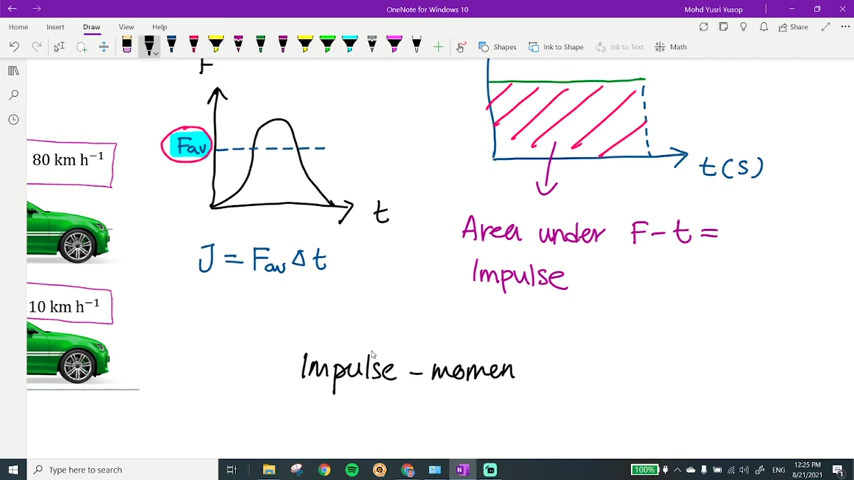 OneNote for Windows 10
Mohd Yusri Yusop
Home Insert Draw View Help
Share
Shapes Ink to Shape Ink to Text Math
F
Fav
t
J = Fav Δt
80 km h⁻¹
10 km h⁻¹
t(s)
Area under F-t =
Impulse
Impulse - momen
Type here to search
100%
ENG
12:25 PM
8/21/2021